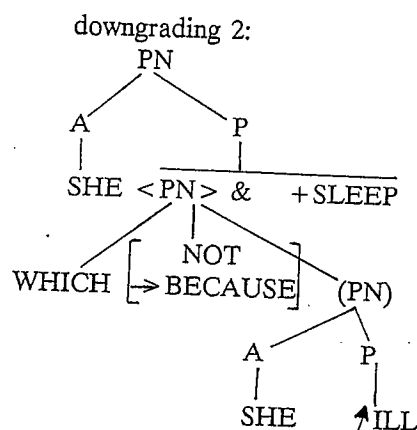 downgrading 2:
PN
A P
SHE <PN> & +SLEEP
NOT
WHICH [→ BECAUSE] (PN)
A P
SHE ↗ILL